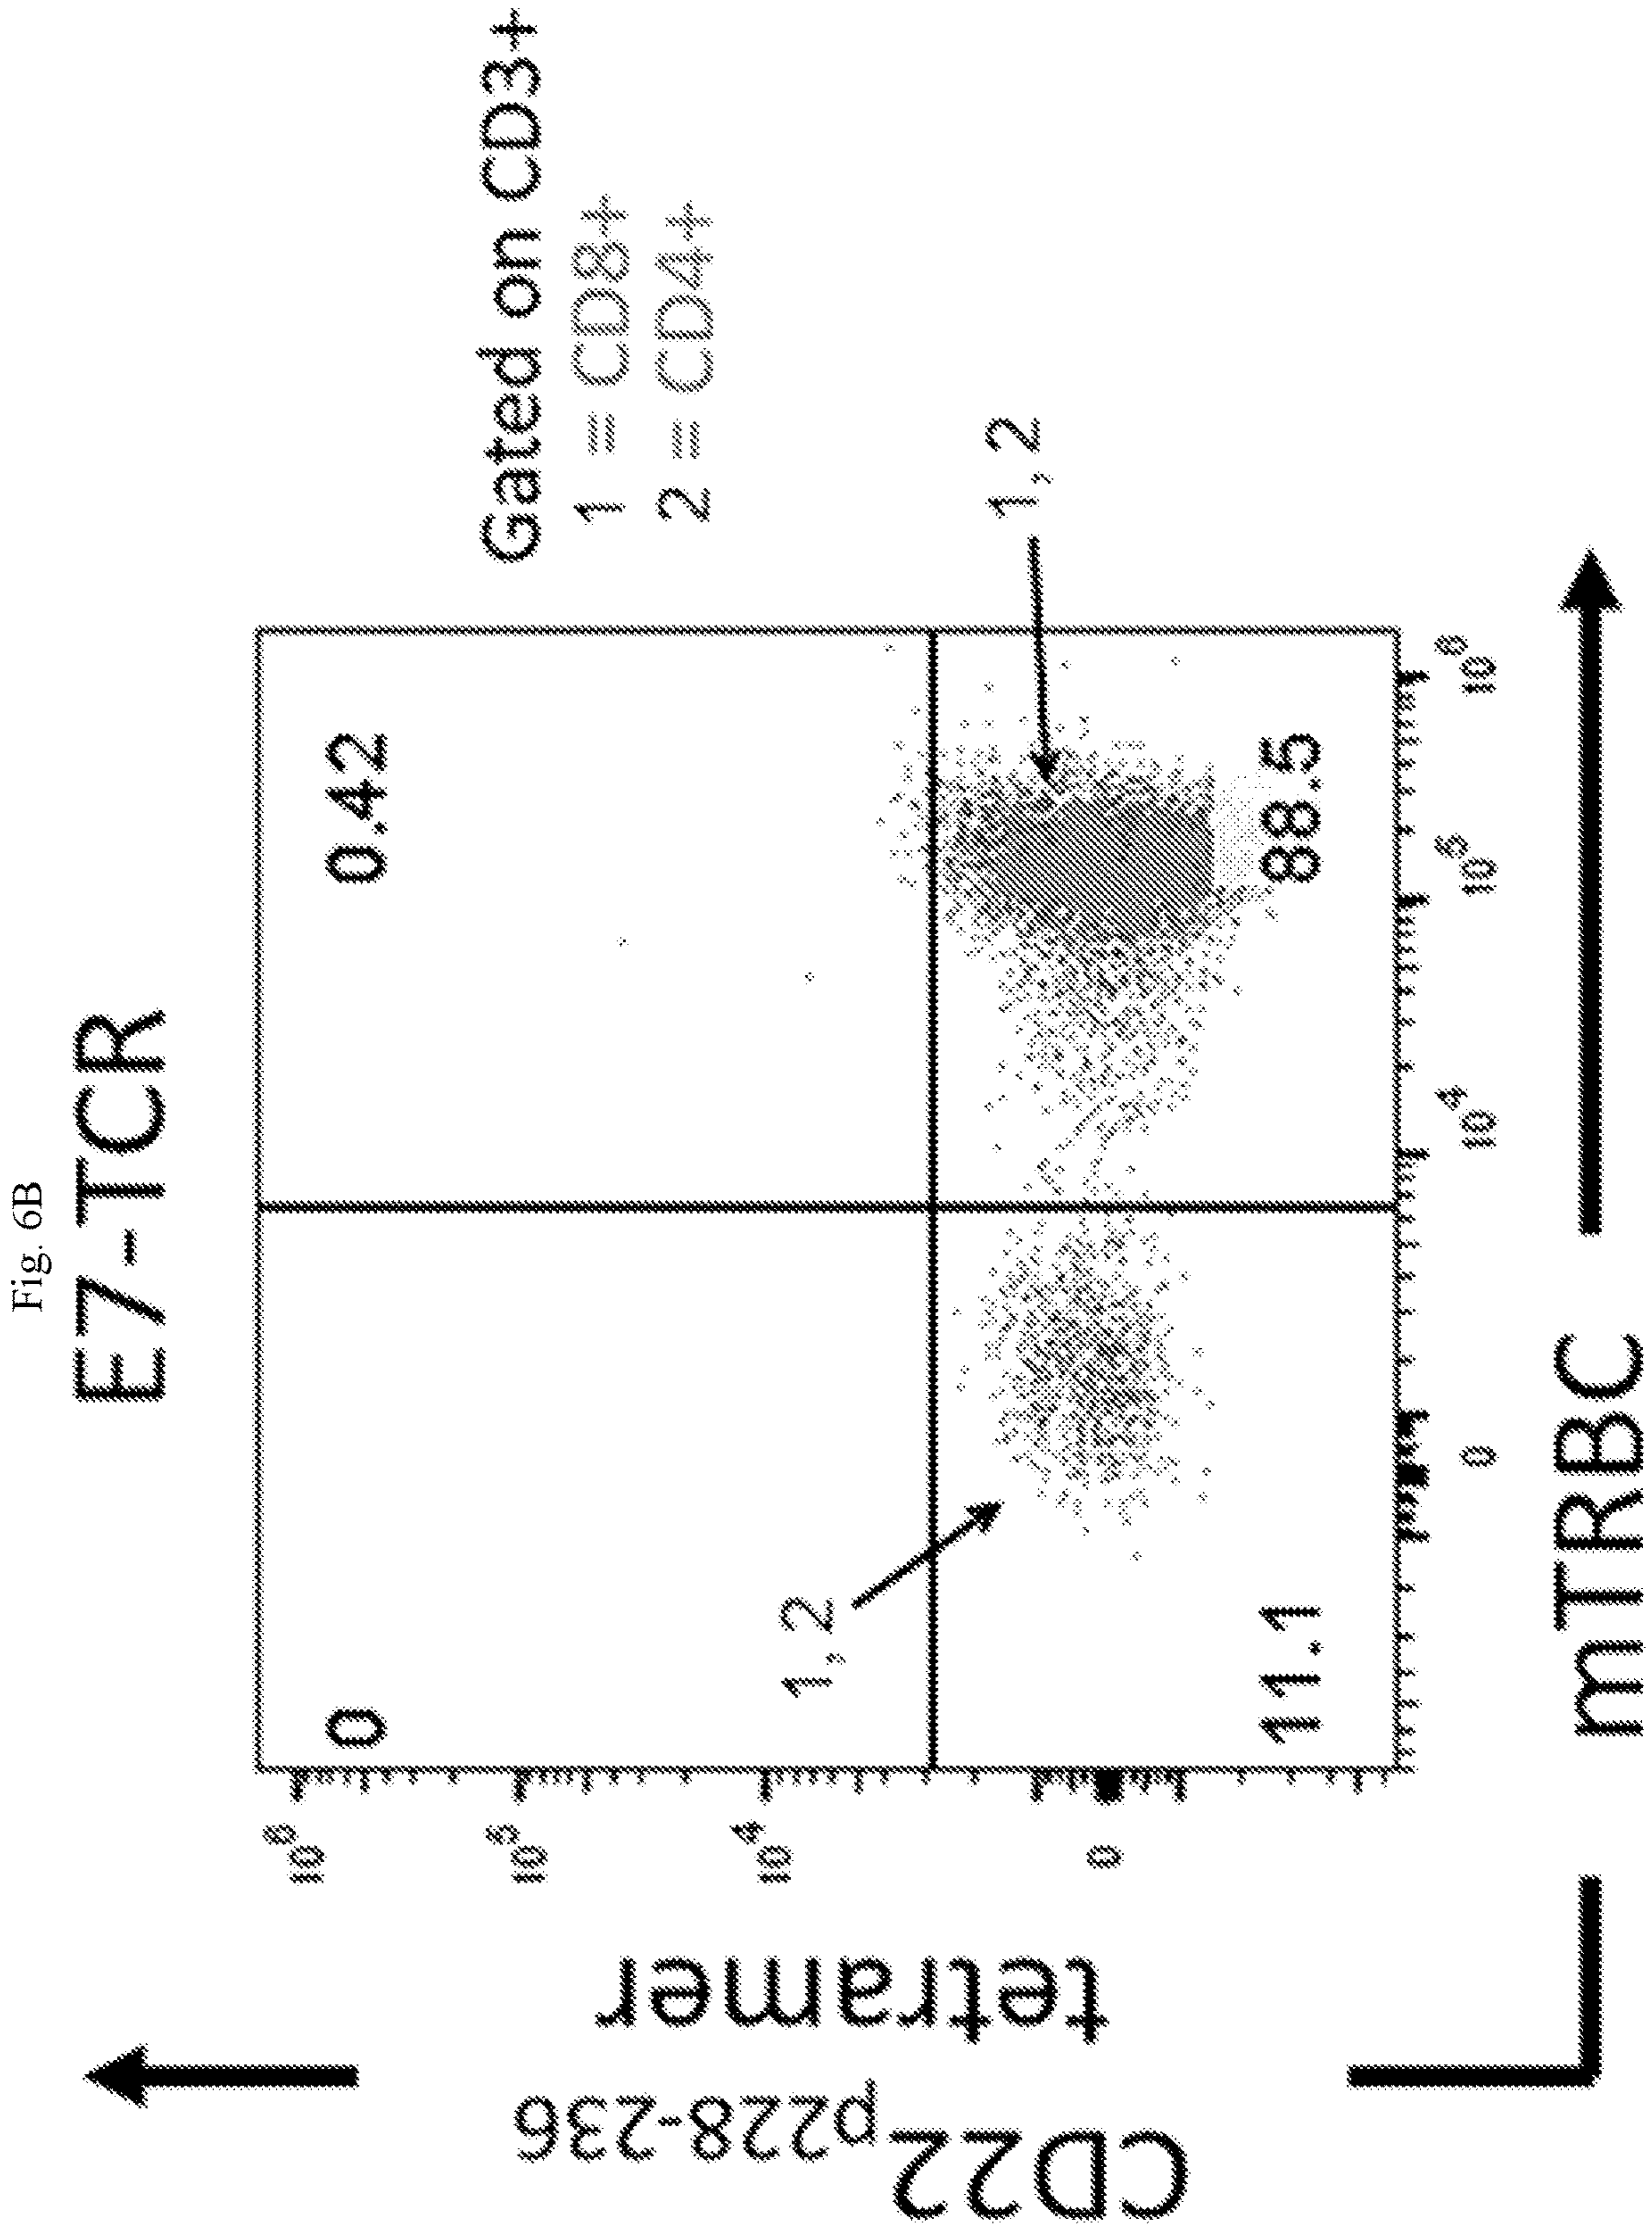 Fig. 6B
E7-TCR
Gated on CD3+
1 = CD8+
2 = CD4+
CD22
p228-236
tetramer
10^6
10^5
10^4
0
0
0.42
1, 2
1, 2
11.1
88.5
0
10^4
10^5
10^6
mTRBC